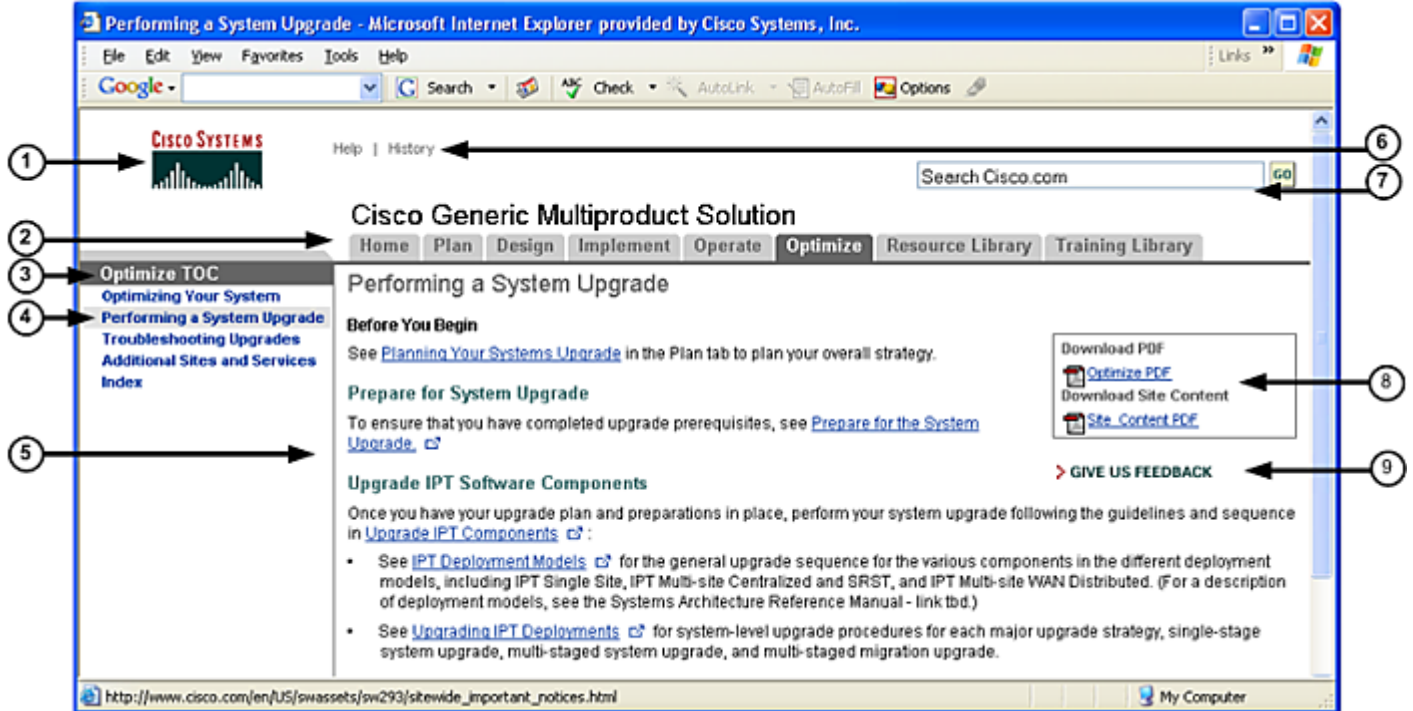 Performing a System Upgrade - Microsoft Internet Explorer provided by Cisco Systems, Inc.
File Edit View Favorites Tools Help
Links »
Google
G Search ABC Check AutoLink AutoFill Options
1
CISCO SYSTEMS
Help | History
6
Search Cisco.com
GO
7
Cisco Generic Multiproduct Solution
2
Home Plan Design Implement Operate Optimize Resource Library Training Library
3
Optimize TOC
Optimizing Your System
4
Performing a System Upgrade
Troubleshooting Upgrades
Additional Sites and Services
Index
5
Performing a System Upgrade
Before You Begin
See Planning Your Systems Upgrade in the Plan tab to plan your overall strategy.
Prepare for System Upgrade
To ensure that you have completed upgrade prerequisites, see Prepare for the System
Upgrade.
Download PDF
Optimize PDF
8
Download Site Content
Site_Content PDF
> GIVE US FEEDBACK
9
Upgrade IPT Software Components
Once you have your upgrade plan and preparations in place, perform your system upgrade following the guidelines and sequence
in Upgrade IPT Components :
• See IPT Deployment Models for the general upgrade sequence for the various components in the different deployment
models, including IPT Single Site, IPT Multi-site Centralized and SRST, and IPT Multi-site WAN Distributed. (For a description
of deployment models, see the Systems Architecture Reference Manual - link tbd.)
• See Upgrading IPT Deployments for system-level upgrade procedures for each major upgrade strategy, single-stage
system upgrade, multi-staged system upgrade, and multi-staged migration upgrade.
http://www.cisco.com/en/US/swassets/sw293/sitewide_important_notices.html
My Computer